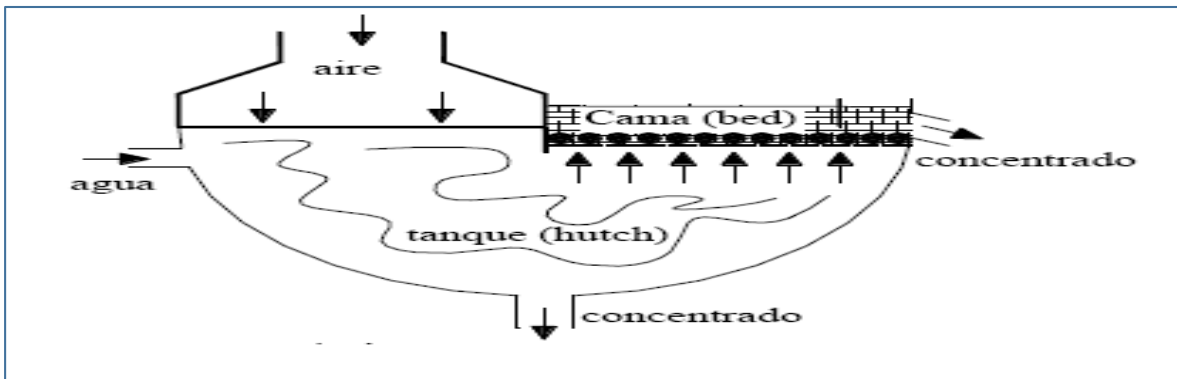 aire
Cama (bed)
concentrado
agua
tanque (hutch)
concentrado